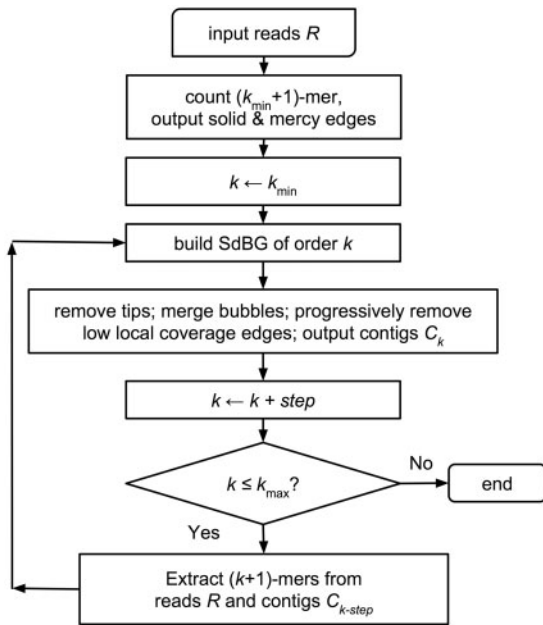 input reads R
count (kmin+1)-mer,
output solid & mercy edges
k ← kmin
build SdBG of order k
remove tips; merge bubbles; progressively remove
low local coverage edges; output contigs Ck
k ← k + step
k ≤ kmax?
No
end
Yes
Extract (k+1)-mers from
reads R and contigs Ck-step